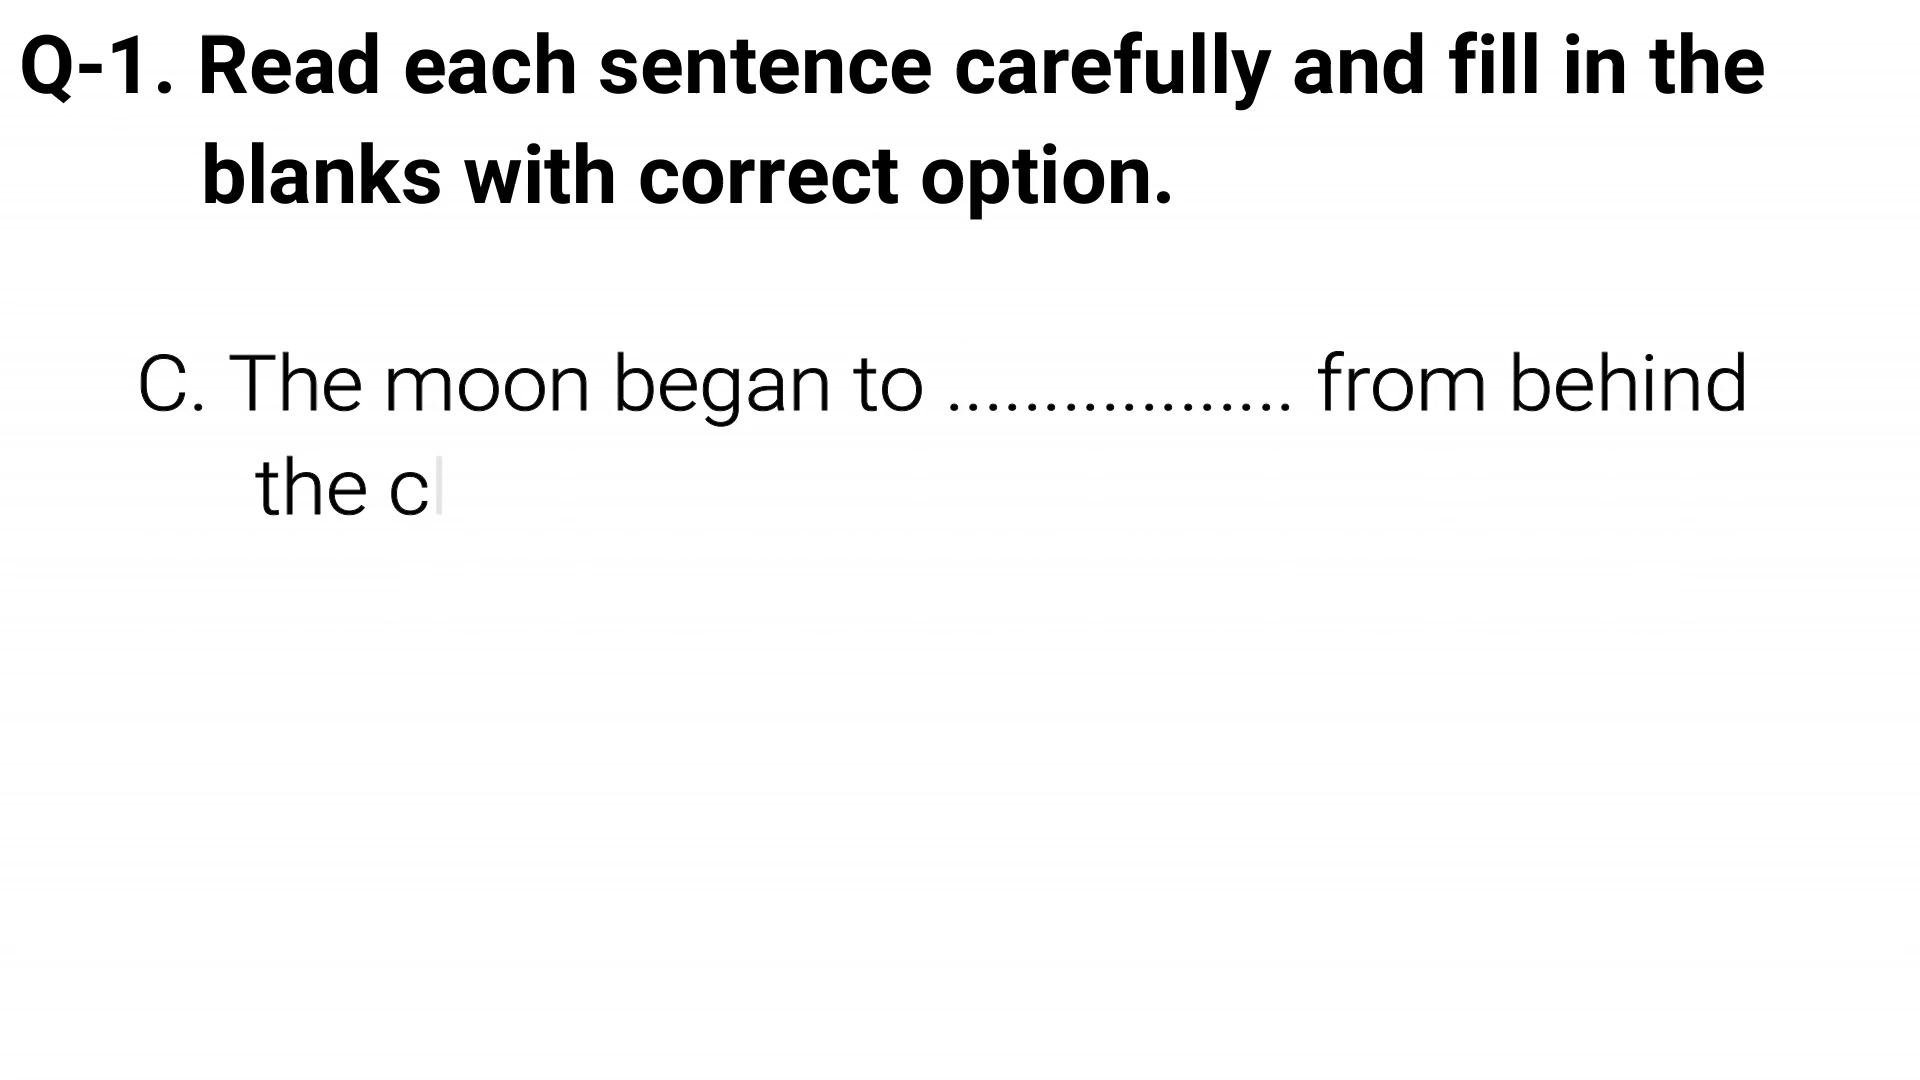 Q-1. Read each sentence carefully and fill in the
blanks with correct option.
C. The moon began to .................. from behind
the cl